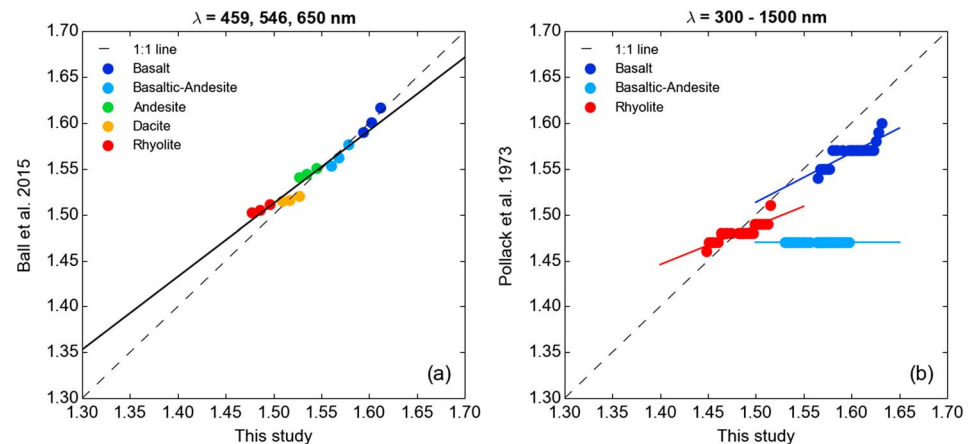 λ = 459, 546, 650 nm
1.70
1.65
1.60
1.55
1.50
1.45
1.40
1.35
1.30
Ball et al. 2015
1:1 line
Basalt
Basaltic-Andesite
Andesite
Dacite
Rhyolite
(a)
1.30 1.35 1.40 1.45 1.50 1.55 1.60 1.65 1.70
This study
λ = 300 - 1500 nm
1.70
1.65
1.60
1.55
1.50
1.45
1.40
1.35
1.30
Pollack et al. 1973
1:1 line
Basalt
Basaltic-Andesite
Rhyolite
(b)
1.30 1.35 1.40 1.45 1.50 1.55 1.60 1.65 1.70
This study